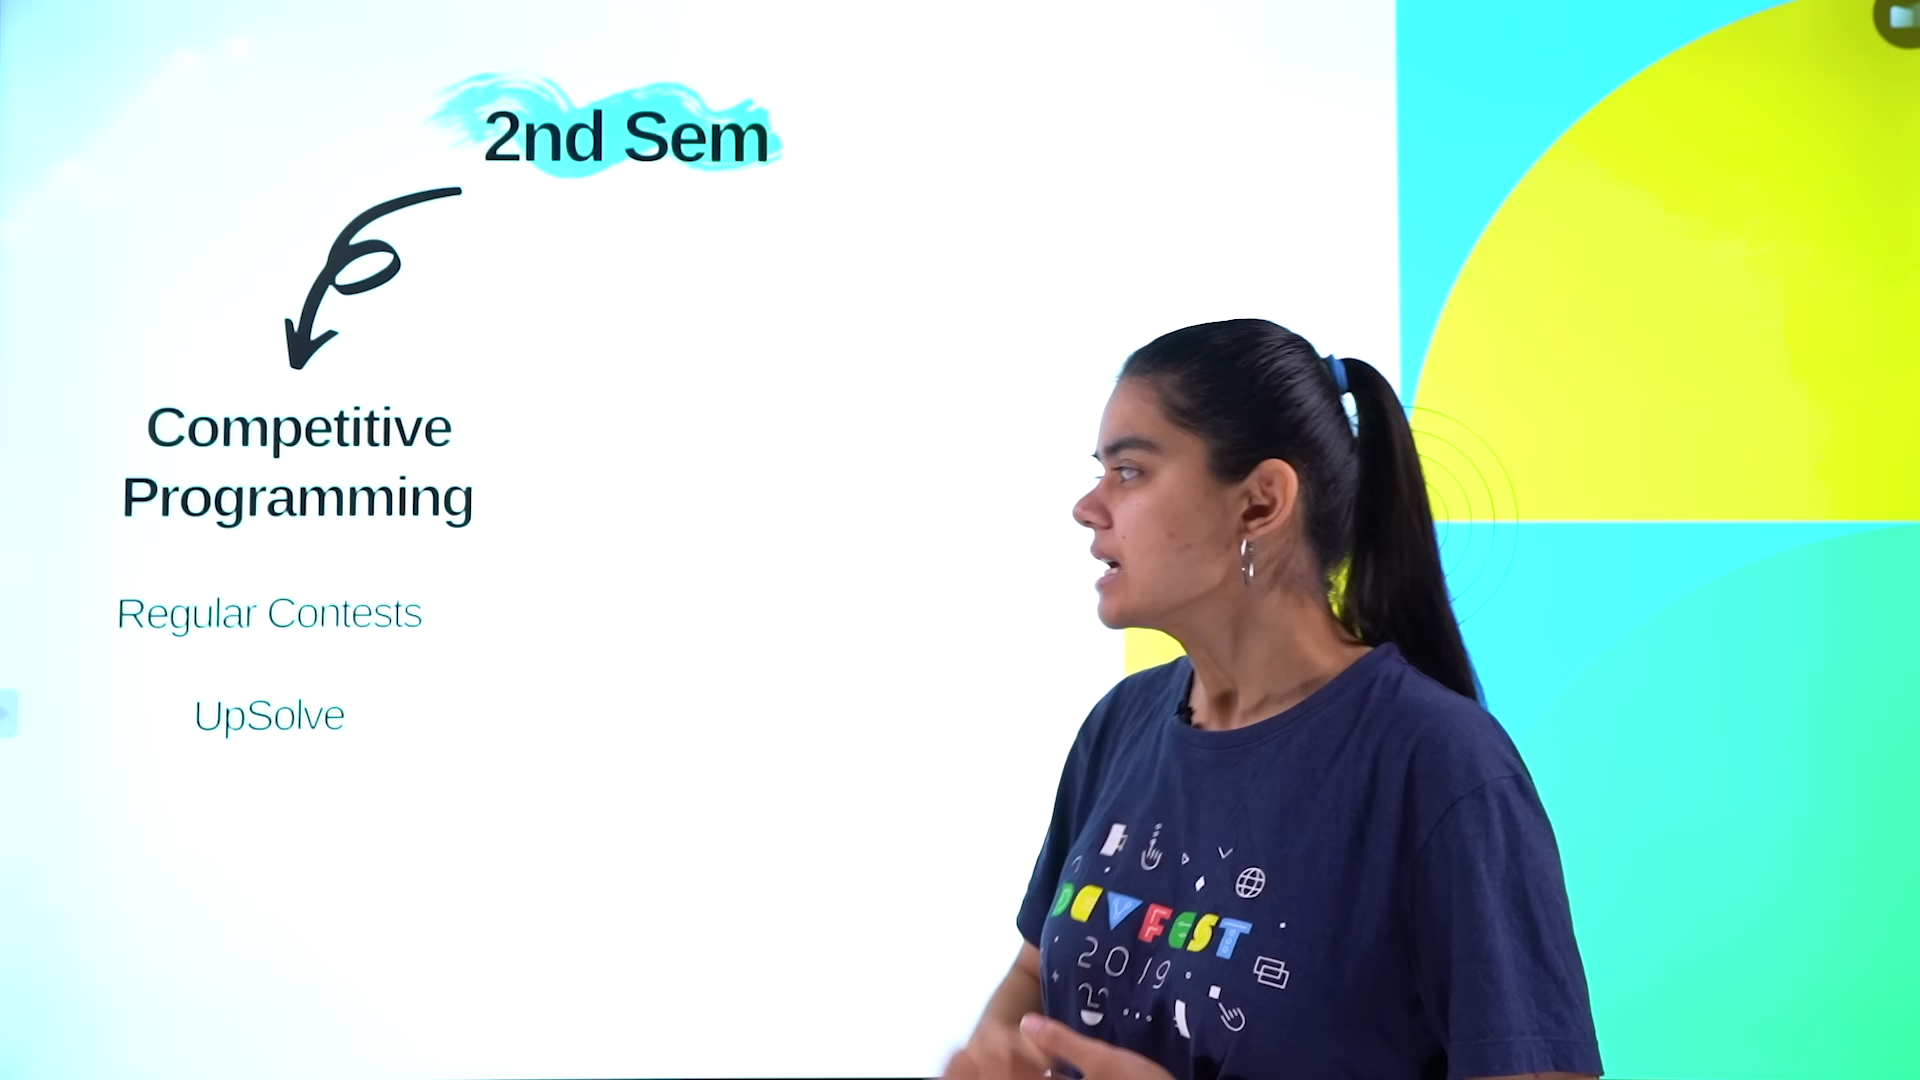 2nd Sem
Competitive
Programming
Regular Contests
UpSolve
DEVFEST
2019